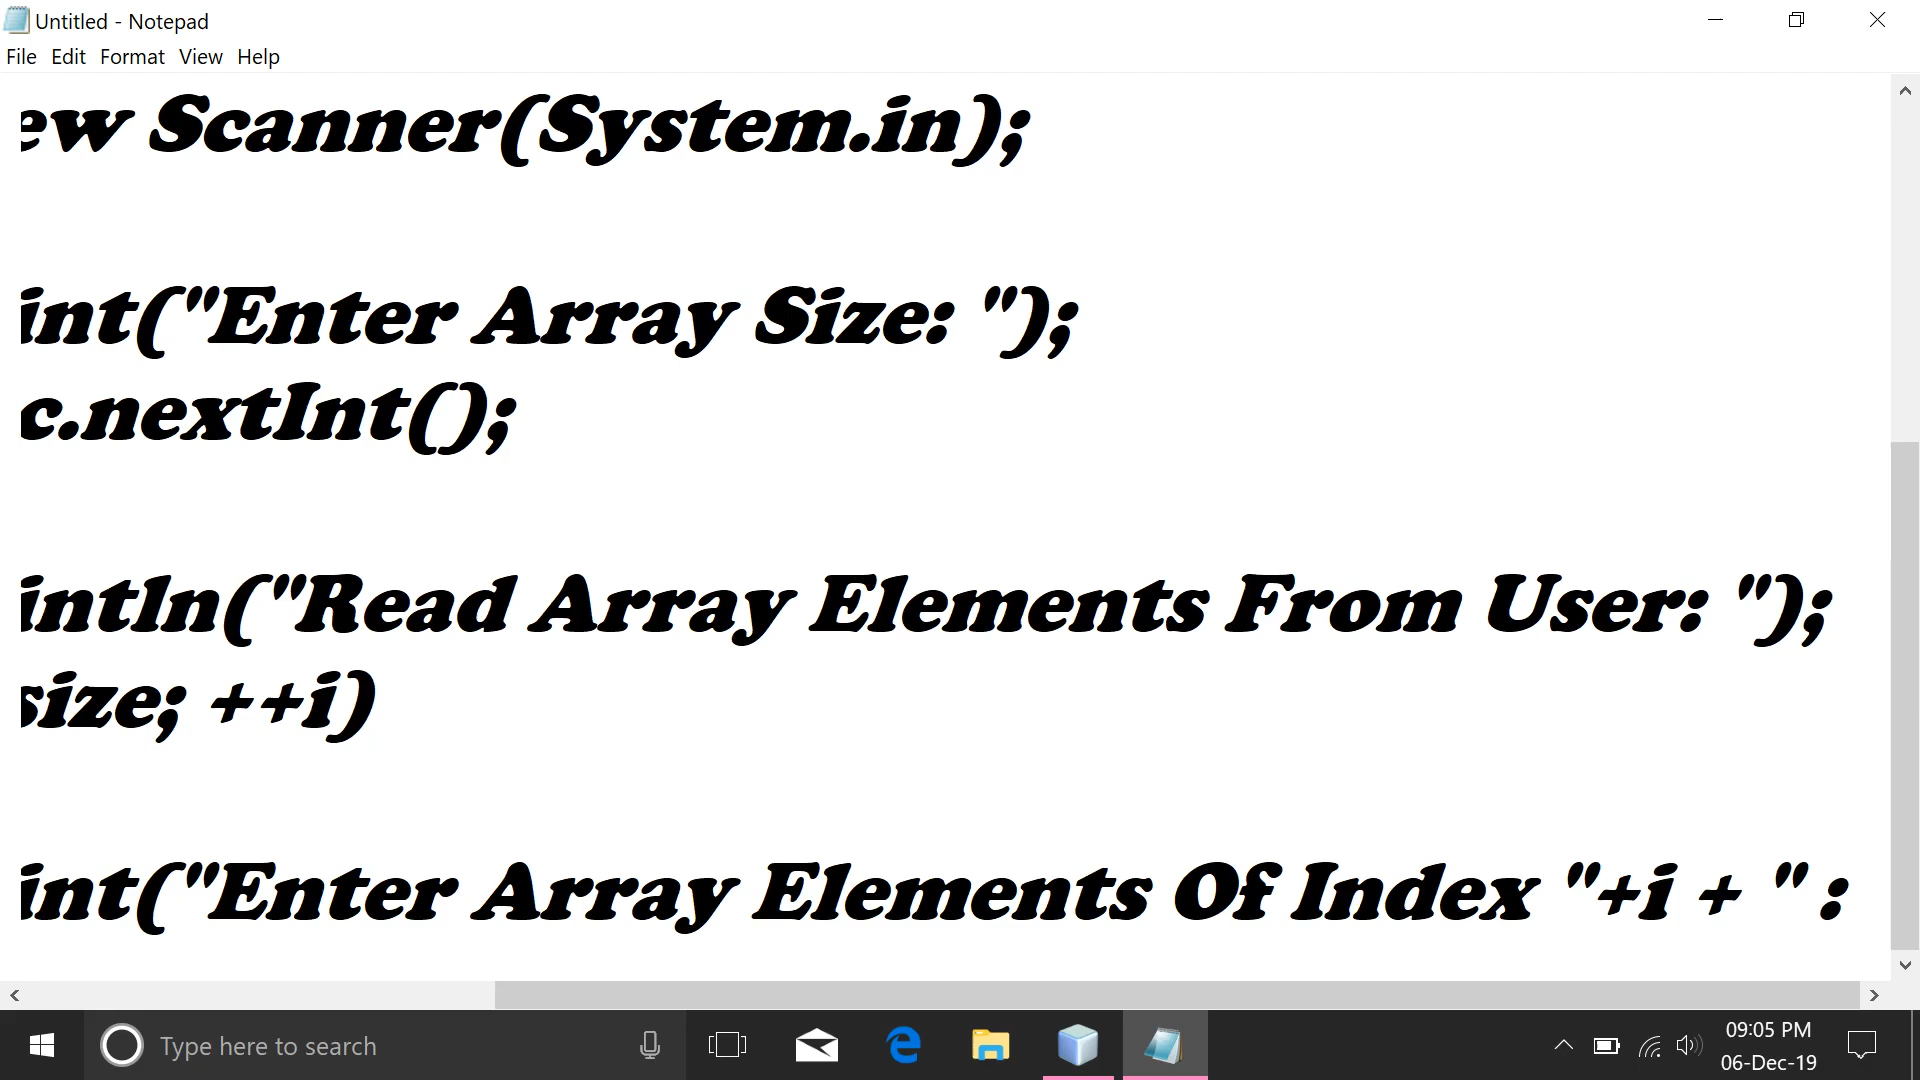 Untitled - Notepad
File Edit Format View Help
ew Scanner(System.in);
int("Enter Array Size: ");
c.nextInt();
intln("Read Array Elements From User: ");
size; ++i)
int("Enter Array Elements Of Index "+i + " :
Type here to search
09:05 PM
06-Dec-19